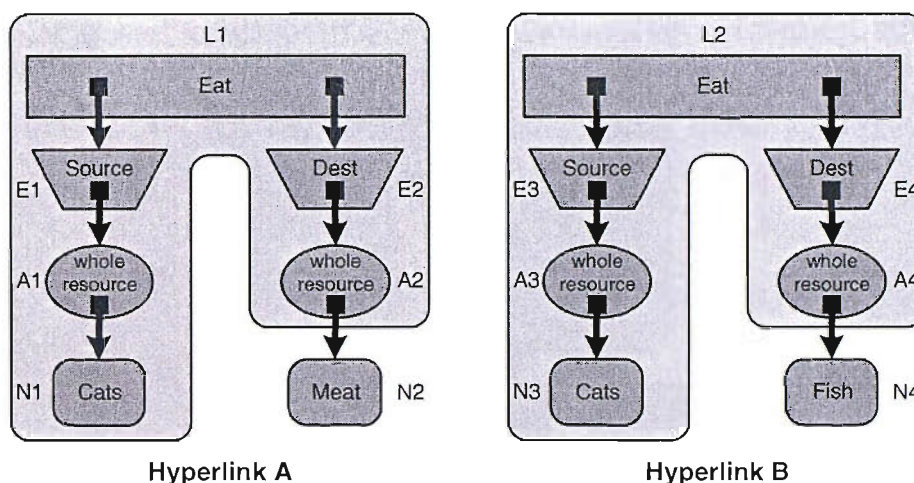 L1
Eat
Source
Dest
E1
E2
A1
whole
resource
whole
resource
A2
N1
Cats
Meat
N2
Hyperlink A
L2
Eat
Source
Dest
E3
E4
A3
whole
resource
whole
resource
A4
N3
Cats
Fish
N4
Hyperlink B